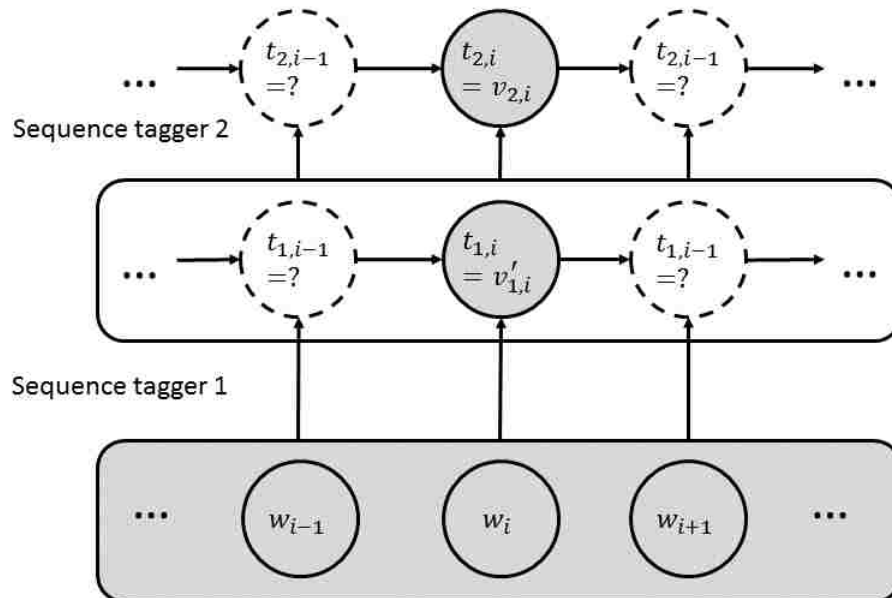 ... t₂,ᵢ₋₁ t₂,ᵢ t₂,ᵢ₋₁ ...
=? = v₂,ᵢ =?
Sequence tagger 2
... t₁,ᵢ₋₁ t₁,ᵢ t₁,ᵢ₋₁ ...
=? = v′₁,ᵢ =?
Sequence tagger 1
... wᵢ₋₁ wᵢ wᵢ₊₁ ...